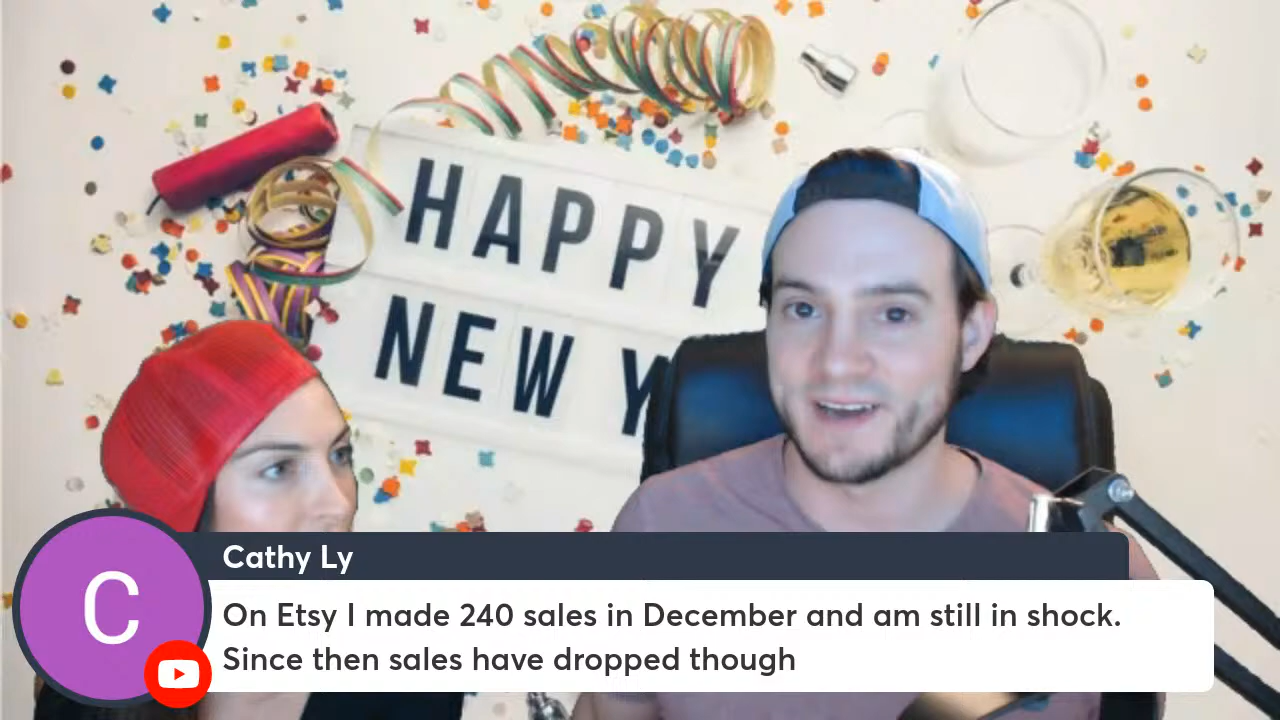 HAPPY
NEW Y
C
Cathy Ly
On Etsy I made 240 sales in December and am still in shock.
Since then sales have dropped though